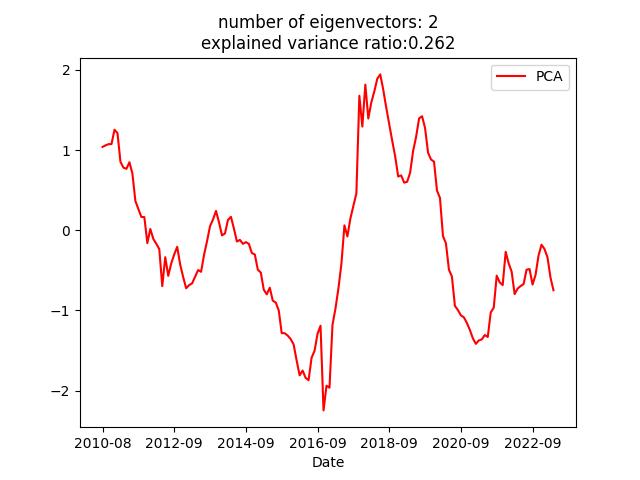 number of eigenvectors: 2
explained variance ratio:0.262
PCA
2
1
0
−1
−2
2010-08 2012-09 2014-09 2016-09 2018-09 2020-09 2022-09
Date